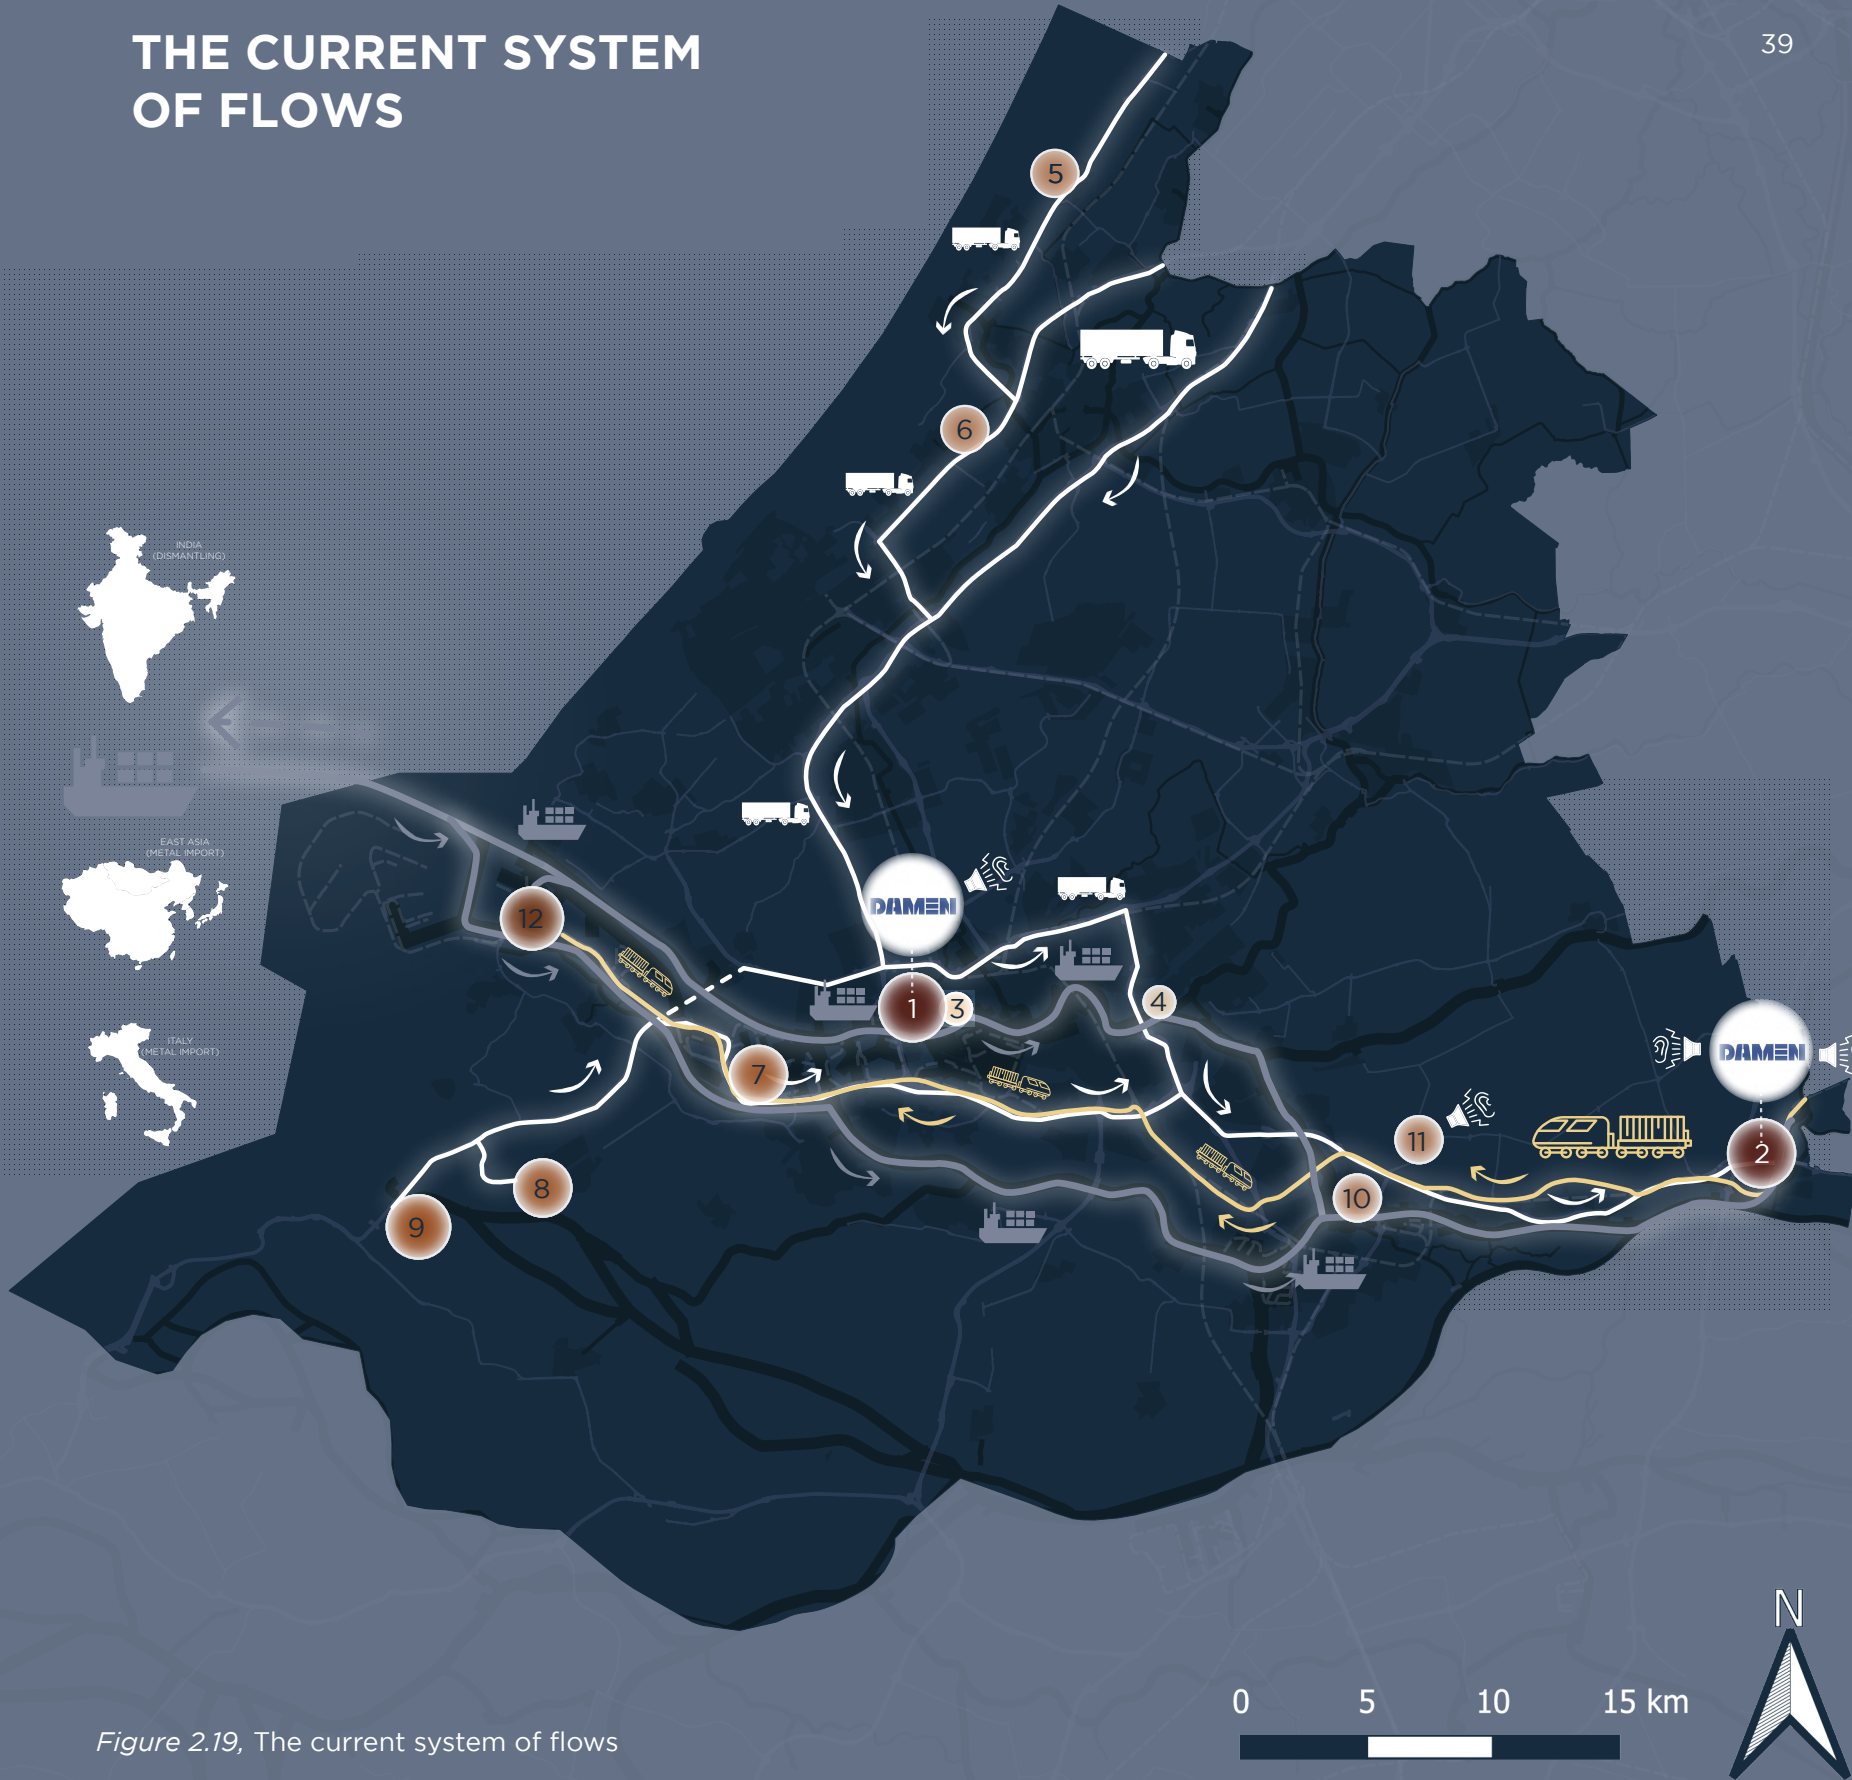 THE CURRENT SYSTEM
OF FLOWS
39
5
6
INDIA
(DISMANTLING)
EAST ASIA
(METAL IMPORT)
ITALY
(METAL IMPORT)
12
DAMEN
1
3
4
7
DAMEN
11
2
8
9
10
N
0 5 10 15 km
Figure 2.19, The current system of flows